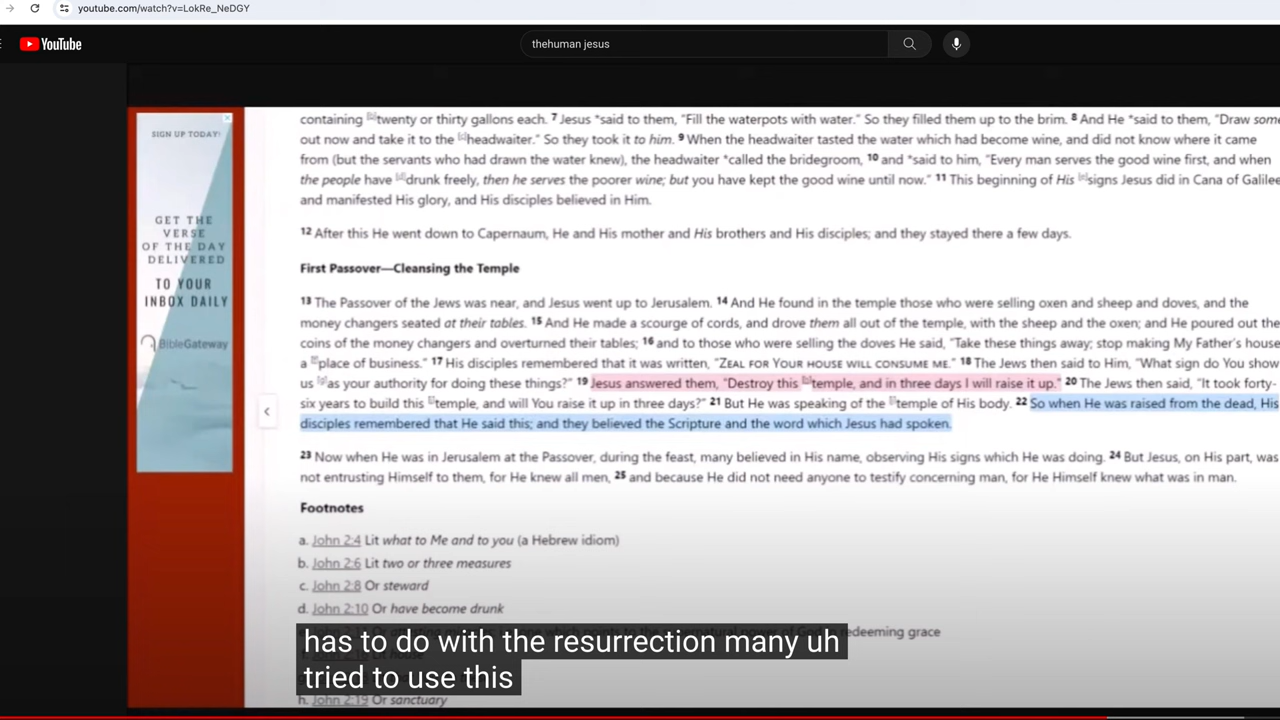 youtube.com/watch?v=LokRe_NeDGY
YouTube
thehuman jesus
SIGN UP TODAY!
GET THE
VERSE
OF THE DAY
DELIVERED
TO YOUR
INBOX DAILY
BibleGateway
containing [c]twenty or thirty gallons each. 7 Jesus *said to them, “Fill the waterpots with water.” So they filled them up to the brim. 8 And He *said to them, “Draw some
out now and take it to the [c]headwaiter.” So they took it to him. 9 When the headwaiter tasted the water which had become wine, and did not know where it came
from (but the servants who had drawn the water knew), the headwaiter *called the bridegroom, 10 and *said to him, “Every man serves the good wine first, and when
the people have [d]drunk freely, then he serves the poorer wine; but you have kept the good wine until now.” 11 This beginning of His [e]signs Jesus did in Cana of Galilee
and manifested His glory, and His disciples believed in Him.
12 After this He went down to Capernaum, He and His mother and His brothers and His disciples; and they stayed there a few days.
First Passover—Cleansing the Temple
13 The Passover of the Jews was near, and Jesus went up to Jerusalem. 14 And He found in the temple those who were selling oxen and sheep and doves, and the
money changers seated at their tables. 15 And He made a scourge of cords, and drove them all out of the temple, with the sheep and the oxen; and He poured out the
coins of the money changers and overturned their tables; 16 and to those who were selling the doves He said, “Take these things away; stop making My Father’s house
a place of business.” 17 His disciples remembered that it was written, “ZEAL FOR YOUR HOUSE WILL CONSUME ME.” 18 The Jews then said to Him, “What sign do You show
us [g]as your authority for doing these things?” 19 Jesus answered them, “Destroy this temple, and in three days I will raise it up.” 20 The Jews then said, “It took forty-
six years to build this temple, and will You raise it up in three days?” 21 But He was speaking of the temple of His body. 22 So when He was raised from the dead, His
disciples remembered that He said this; and they believed the Scripture and the word which Jesus had spoken.
23 Now when He was in Jerusalem at the Passover, during the feast, many believed in His name, observing His signs which He was doing. 24 But Jesus, on His part, was
not entrusting Himself to them, for He knew all men, 25 and because He did not need anyone to testify concerning man, for He Himself knew what was in man.
Footnotes
a. John 2:4 Lit what to Me and to you (a Hebrew idiom)
b. John 2:6 Lit two or three measures
c. John 2:8 Or steward
d. John 2:10 Or have become drunk
redeeming grace
has to do with the resurrection many uh
tried to use this
h. John 2:19 Or sanctuary